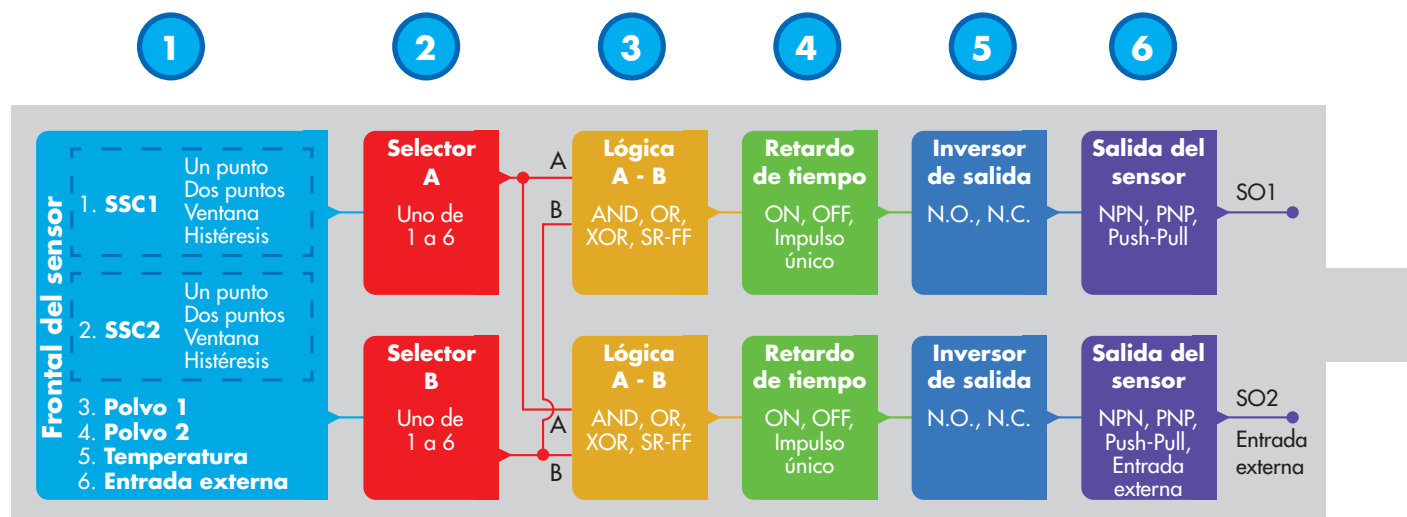 1
2
3
4
5
6
Frontal del sensor
1. SSC1
Un punto
Dos puntos
Ventana
Histéresis
2. SSC2
Un punto
Dos puntos
Ventana
Histéresis
3. Polvo 1
4. Polvo 2
5. Temperatura
6. Entrada externa
Selector
A
Uno de
1 a 6
Selector
B
Uno de
1 a 6
A
B
A
B
Lógica
A - B
AND, OR,
XOR, SR-FF
Retardo
de tiempo
ON, OFF,
Impulso
único
Inversor
de salida
N.O., N.C.
Salida del
sensor
NPN, PNP,
Push-Pull
SO1
Lógica
A - B
AND, OR,
XOR, SR-FF
Retardo
de tiempo
ON, OFF,
Impulso
único
Inversor
de salida
N.O., N.C.
Salida del
sensor
NPN, PNP,
Push-Pull,
Entrada
externa
SO2
Entrada
externa